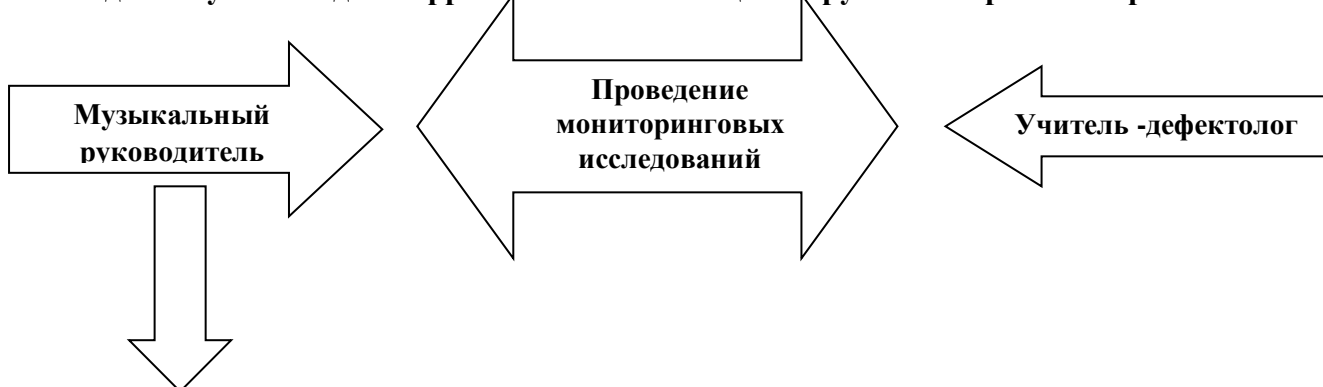 Музыкальный
руководитель
Проведение
мониторинговых
исследований
Учитель -дефектолог